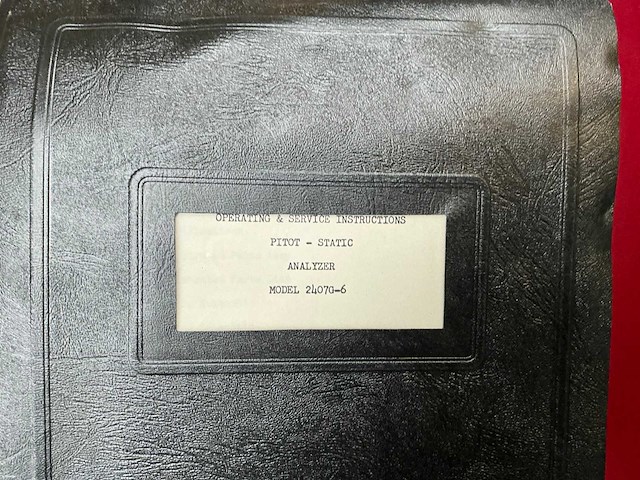 OPERATING & SERVICE INSTRUCTIONS
PITOT - STATIC
ANALYZER
MODEL 2407G-6